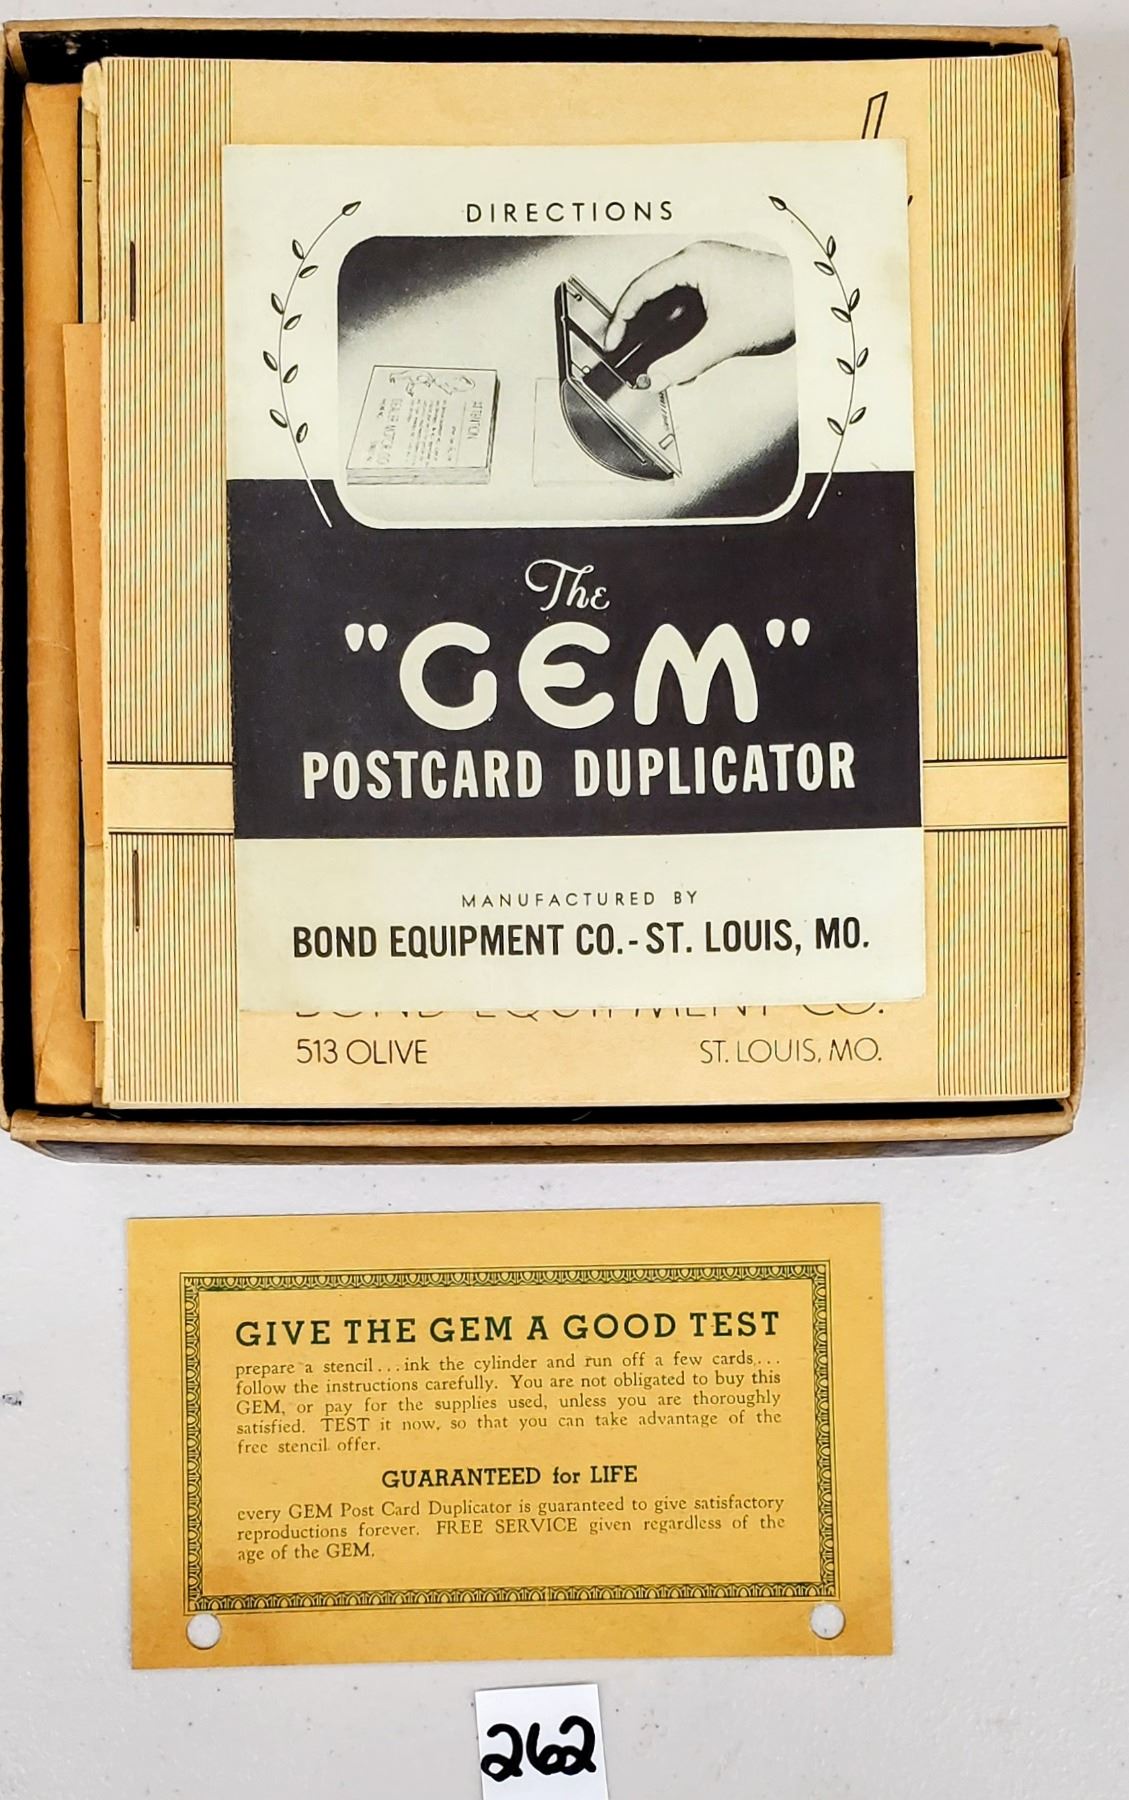 DIRECTIONS
ATTENTION
The
"GEM"
POSTCARD DUPLICATOR
MANUFACTURED BY
BOND EQUIPMENT CO.-ST. LOUIS, MO.
BOND EQUIPMENT CO.
513 OLIVE ST. LOUIS, MO.
GIVE THE GEM A GOOD TEST
prepare a stencil...ink the cylinder and run off a few cards...
follow the instructions carefully. You are not obligated to buy this
GEM, or pay for the supplies used, unless you are thoroughly
satisfied. TEST it now, so that you can take advantage of the
free stencil offer.
GUARANTEED for LIFE
every GEM Post Card Duplicator is guaranteed to give satisfactory
reproductions forever. FREE SERVICE given regardless of the
age of the GEM.
262